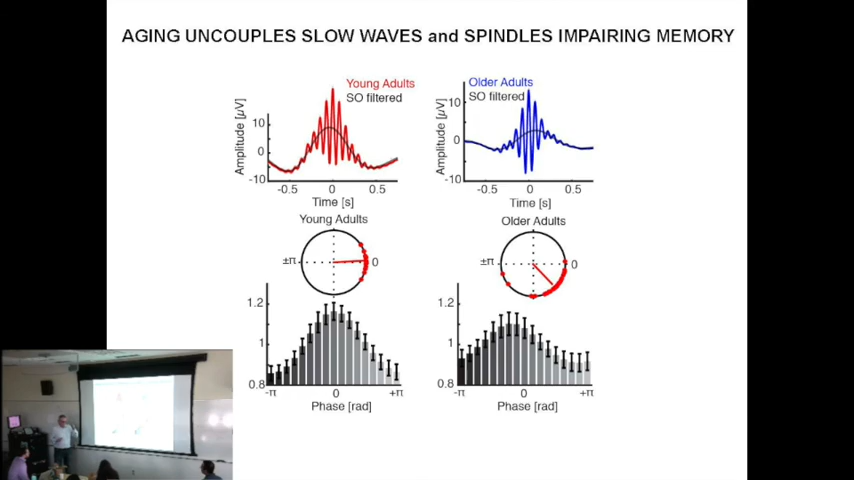 AGING UNCOUPLES SLOW WAVES and SPINDLES IMPAIRING MEMORY
Young Adults
SO filtered
Amplitude [µV]
10
0
-10
-0.5
0
0.5
Time [s]
Older Adults
SO filtered
Amplitude [µV]
10
0
-10
-0.5
0
0.5
Time [s]
Young Adults
±π
0
Older Adults
±π
0
1.2
1
0.8
-π
0
+π
Phase [rad]
1.2
1
0.8
-π
0
+π
Phase [rad]